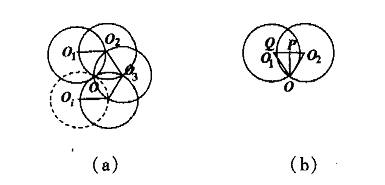 O₁ O₂
O O₃
Oᵢ
(a)
Q P
O₁ O₂
O
(b)